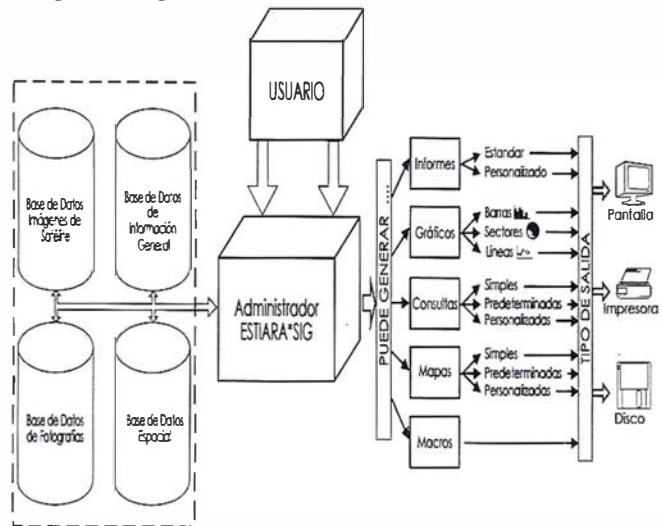 USUARIO
Base de Datos
Imágenes de
Satélite
Base de Datos
de
Información
General
Base de Datos
de Fotografías
Base de Datos
Espacial
Administrador
ESTIARA*SIG
PUEDE GENERAR ....
Informes
Estandar
Personalizado
Gráficos
Barras
Sectores
Líneas
Consultas
Simples
Predeterminadas
Personalizadas
Mapas
Simples
Predeterminadas
Personalizadas
Macros
TIPO DE SALIDA
Pantalla
Impresora
Disco